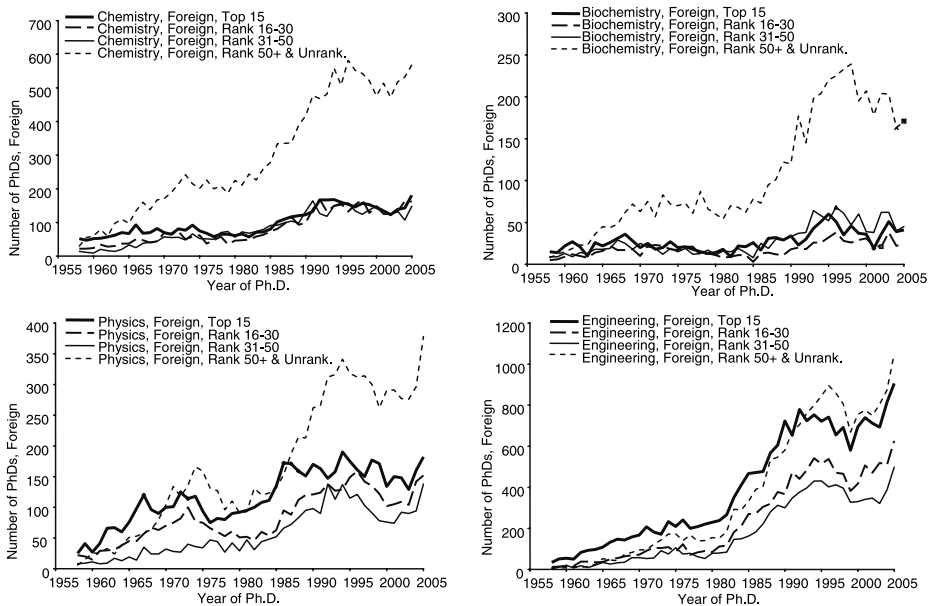 Chemistry, Foreign, Top 15
Chemistry, Foreign, Rank 16-30
Chemistry, Foreign, Rank 31-50
Chemistry, Foreign, Rank 50+ & Unrank.
Number of PhDs, Foreign
700
600
500
400
300
200
100
0
1955 1960 1965 1970 1975 1980 1985 1990 1995 2000 2005
Year of Ph.D.
Biochemistry, Foreign, Top 15
Biochemistry, Foreign, Rank 16-30
Biochemistry, Foreign, Rank 31-50
Biochemistry, Foreign, Rank 50+ & Unrank.
Number of PhDs, Foreign
300
250
200
150
100
50
0
1955 1960 1965 1970 1975 1980 1985 1990 1995 2000 2005
Year of Ph.D.
Physics, Foreign, Top 15
Physics, Foreign, Rank 16-30
Physics, Foreign, Rank 31-50
Physics, Foreign, Rank 50+ & Unrank.
Number of PhDs, Foreign
400
350
300
250
200
150
100
50
0
1955 1960 1965 1970 1975 1980 1985 1990 1995 2000 2005
Year of Ph.D.
Engineering, Foreign, Top 15
Engineering, Foreign, Rank 16-30
Engineering, Foreign, Rank 31-50
Engineering, Foreign, Rank 50+ & Unrank.
Number of PhDs, Foreign
1200
1000
800
600
400
200
0
1955 1960 1965 1970 1975 1980 1985 1990 1995 2000 2005
Year of Ph.D.